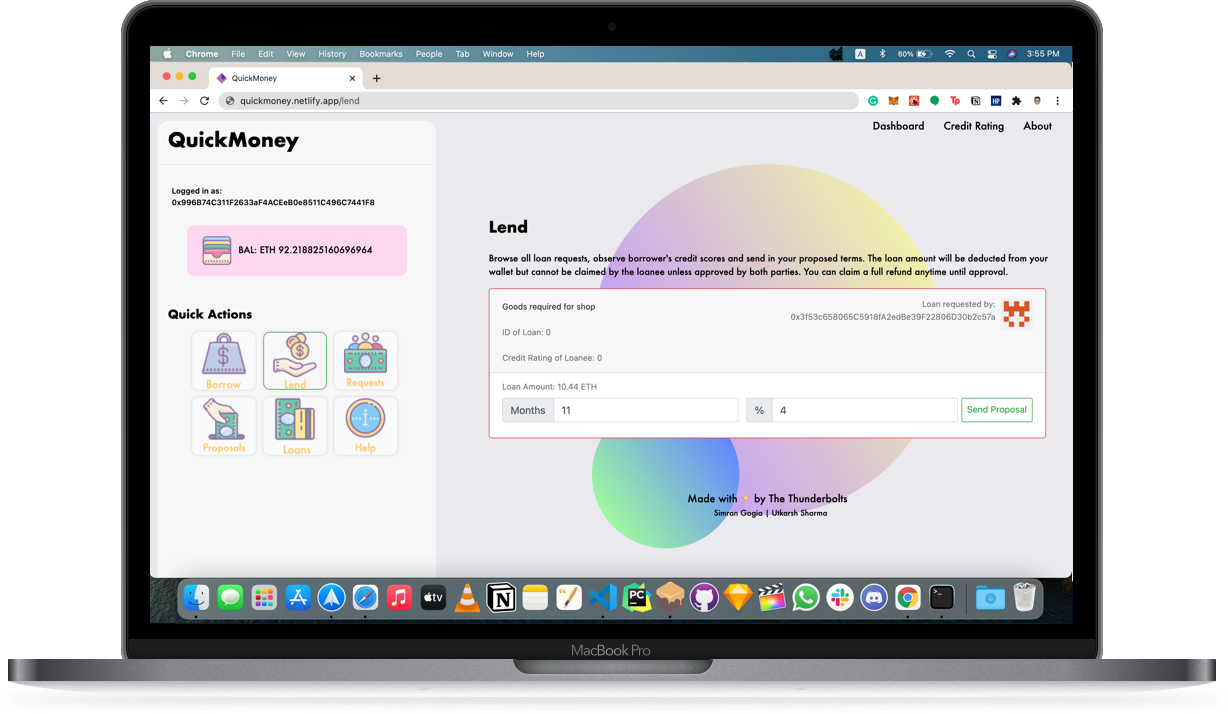 Chrome File Edit View History Bookmarks People Tab Window Help
A 60% 3:55 PM
QuickMoney
quickmoney.netlify.app/lend
Tp N HP
QuickMoney
Dashboard Credit Rating About
Logged in as:
0x996B74C311F2633aF4ACEeB0e8511C496C7441F8
BAL: ETH 92.218825160696964
Quick Actions
Borrow Lend Requests
Proposals Loans Help
Lend
Browse all loan requests, observe borrower's credit scores and send in your proposed terms. The loan amount will be deducted from your
wallet but cannot be claimed by the loanee unless approved by both parties. You can claim a full refund anytime until approval.
Goods required for shop
Loan requested by:
0x3f53c658065C5918fA2edBe39F22806D30b2c57a
ID of Loan: 0
Credit Rating of Loanee: 0
Loan Amount: 10.44 ETH
Months 11 % 4 Send Proposal
Made with by The Thunderbolts
Simran Gogia | Utkarsh Sharma
tv N PC
MacBook Pro